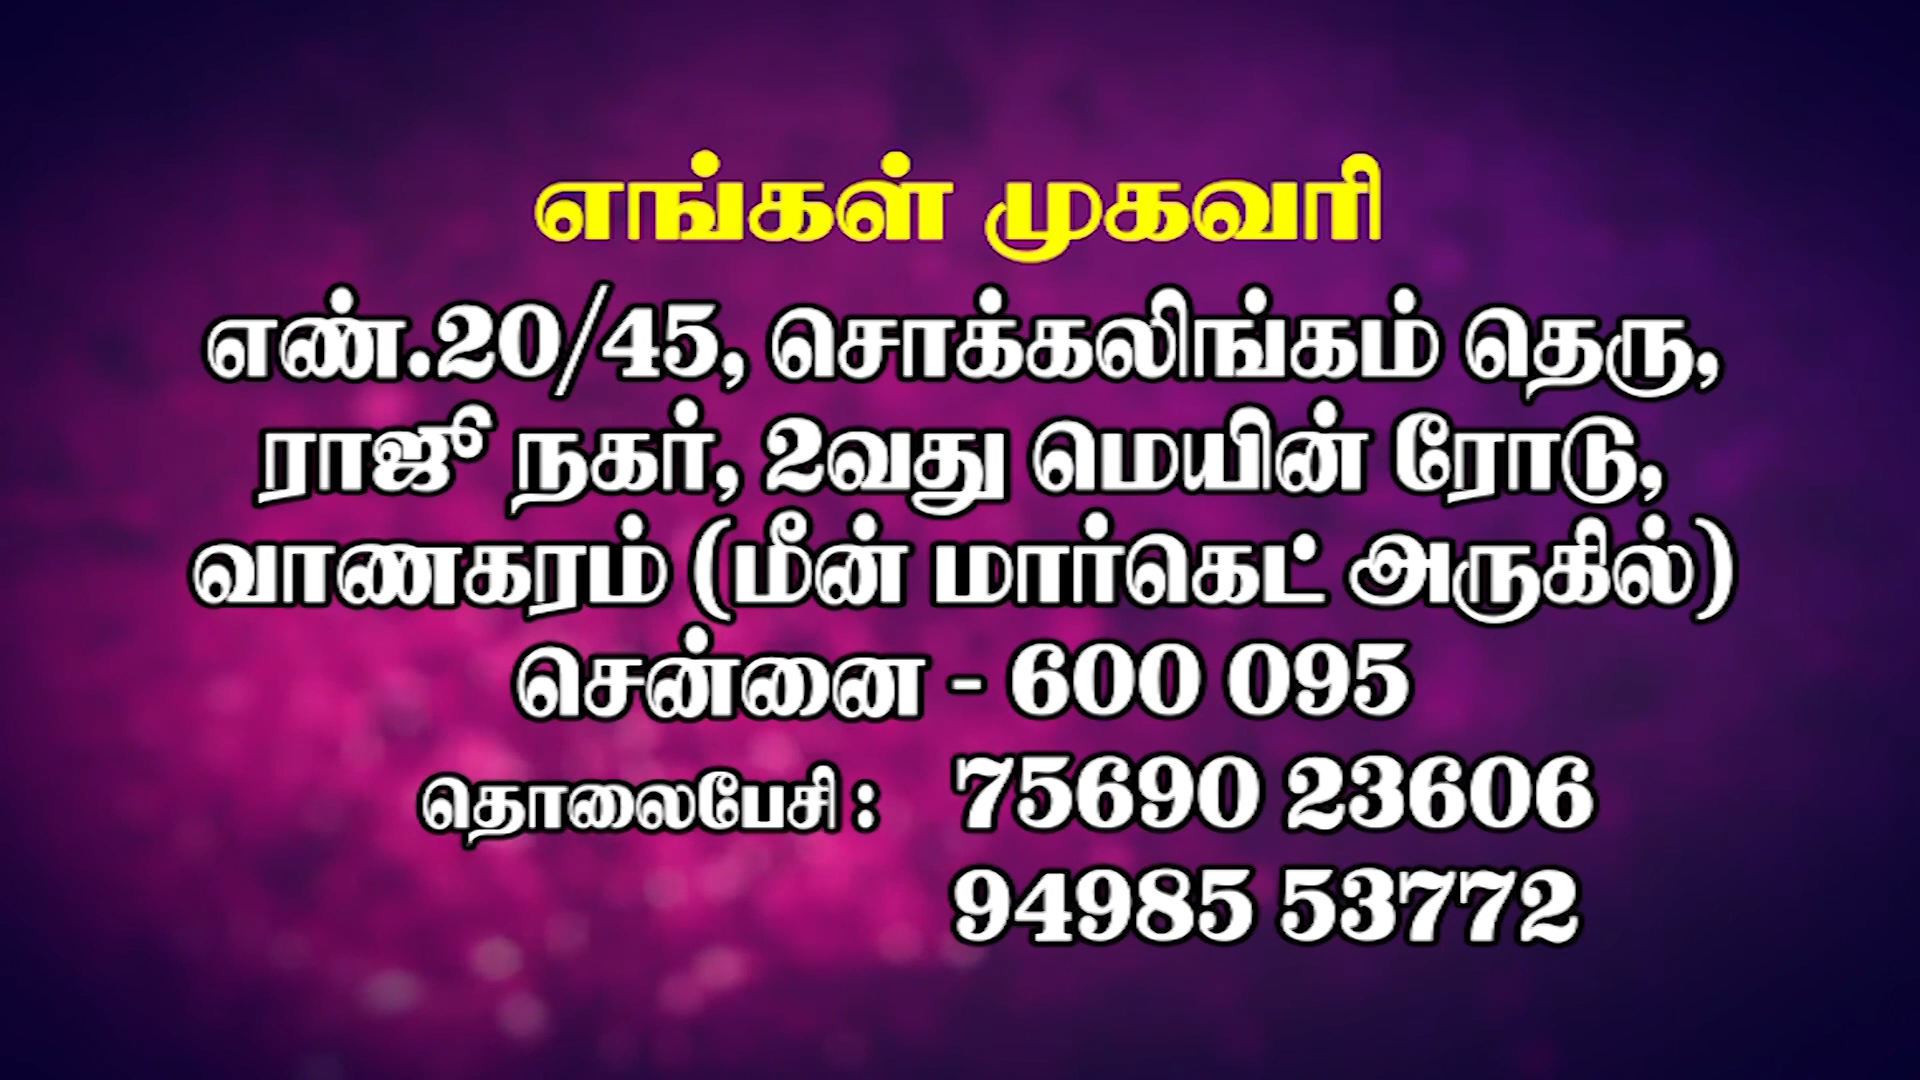 எங்கள் முகவரி
எண்.20/45, சொக்கலிங்கம் தெரு,
ராஜீ நகர், 2வது மெயின் ரோடு,
வாணகரம் (மீன் மார்கெட் அருகில்)
சென்னை - 600 095
தொலைபேசி : 75690 23606
94985 53772